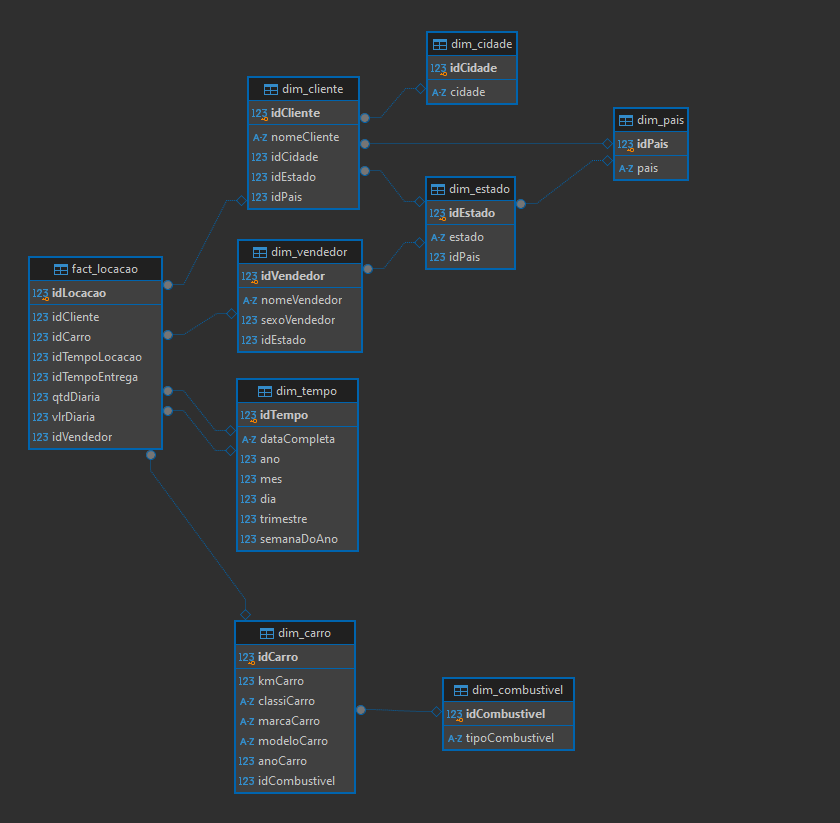 dim_cidade
123 idCidade
A-Z cidade
dim_cliente
123 idCliente
A-Z nomeCliente
123 idCidade
123 idEstado
123 idPais
dim_pais
123 idPais
A-Z pais
dim_estado
123 idEstado
A-Z estado
123 idPais
dim_vendedor
123 idVendedor
A-Z nomeVendedor
123 sexoVendedor
123 idEstado
fact_locacao
123 idLocacao
123 idCliente
123 idCarro
123 idTempoLocacao
123 idTempoEntrega
123 qtdDiaria
123 vlrDiaria
123 idVendedor
dim_tempo
123 idTempo
A-Z dataCompleta
123 ano
123 mes
123 dia
123 trimestre
123 semanaDoAno
dim_carro
123 idCarro
123 kmCarro
A-Z classiCarro
A-Z marcaCarro
A-Z modeloCarro
123 anoCarro
123 idCombustivel
dim_combustivel
123 idCombustivel
A-Z tipoCombustivel